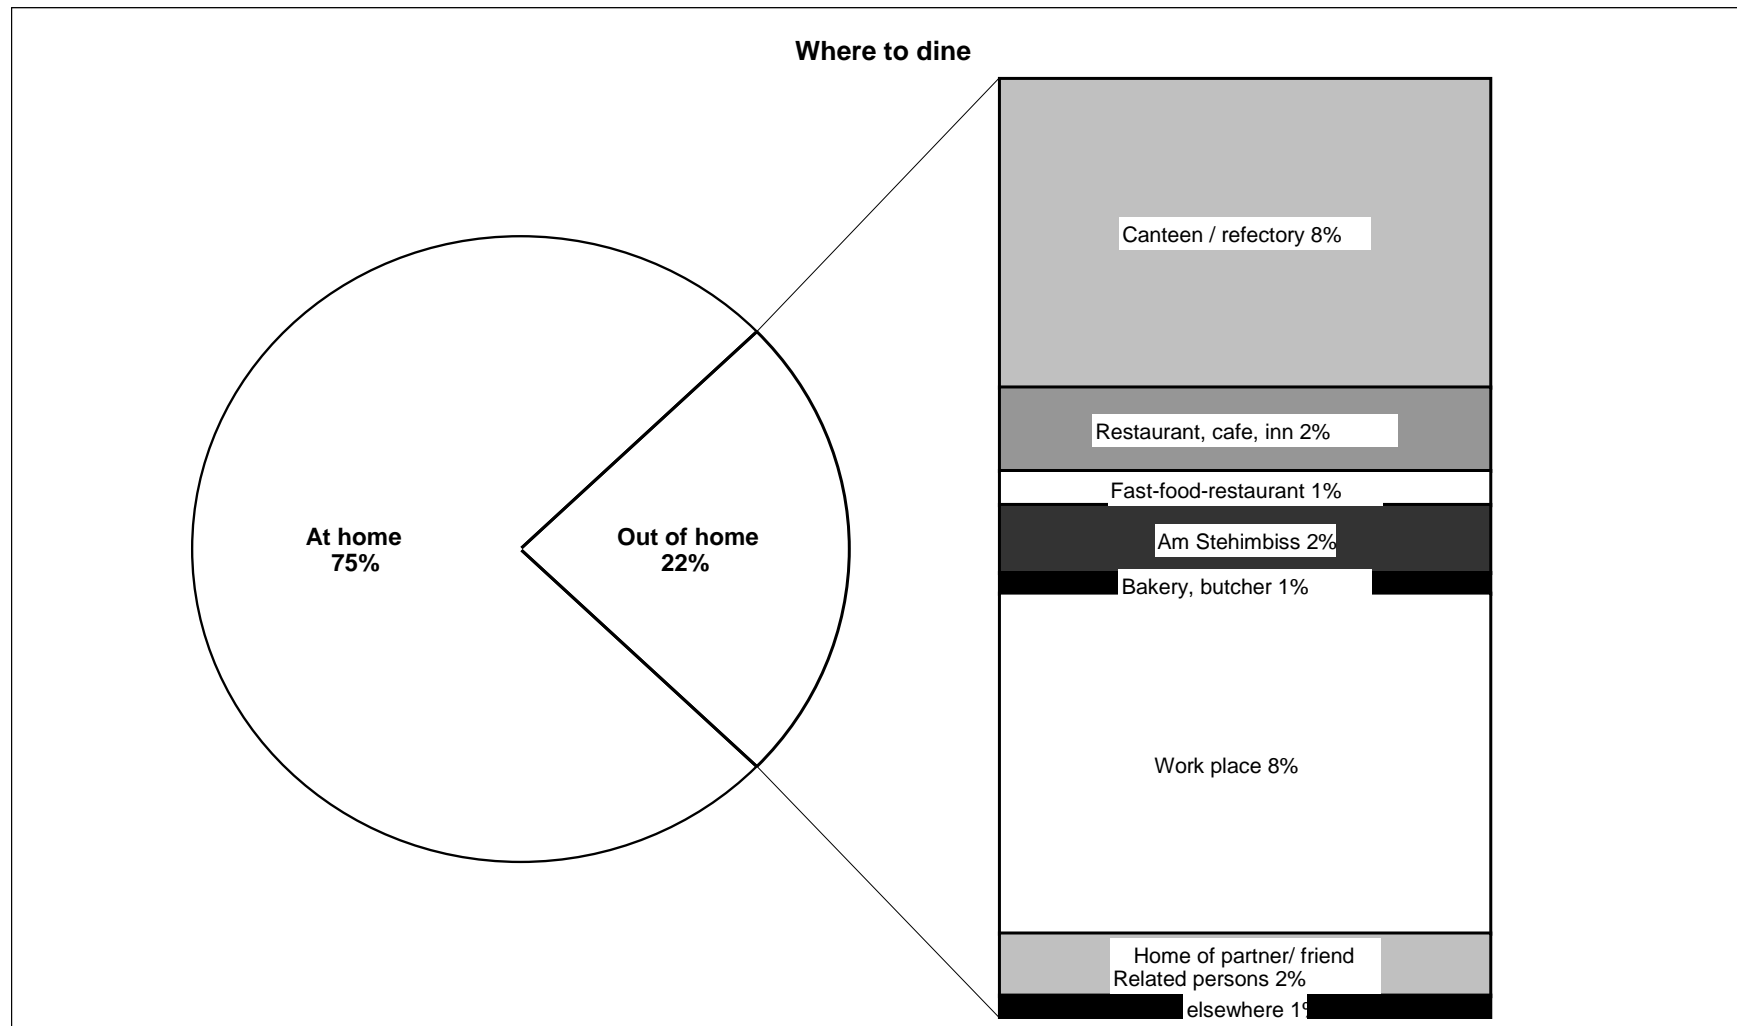 Where to dine
At home
75%
Out of home
22%
Canteen / refectory 8%
Restaurant, cafe, inn 2%
Fast-food-restaurant 1%
Am Stehimbiss 2%
Bakery, butcher 1%
Work place 8%
Home of partner/ friend
Related persons 2%
elsewhere 1%